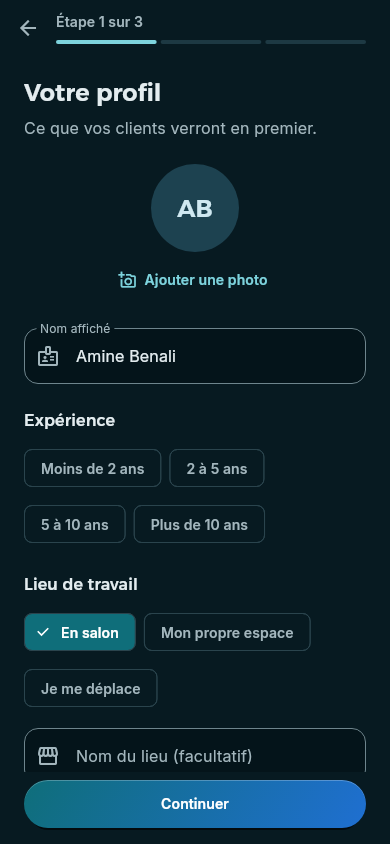 Étape 1 sur 3
Votre profil
Ce que vos clients verront en premier.
AB
Ajouter une photo
Nom affiché
Amine Benali
Expérience
Moins de 2 ans
2 à 5 ans
5 à 10 ans
Plus de 10 ans
Lieu de travail
En salon
Mon propre espace
Je me déplace
Nom du lieu (facultatif)
Continuer